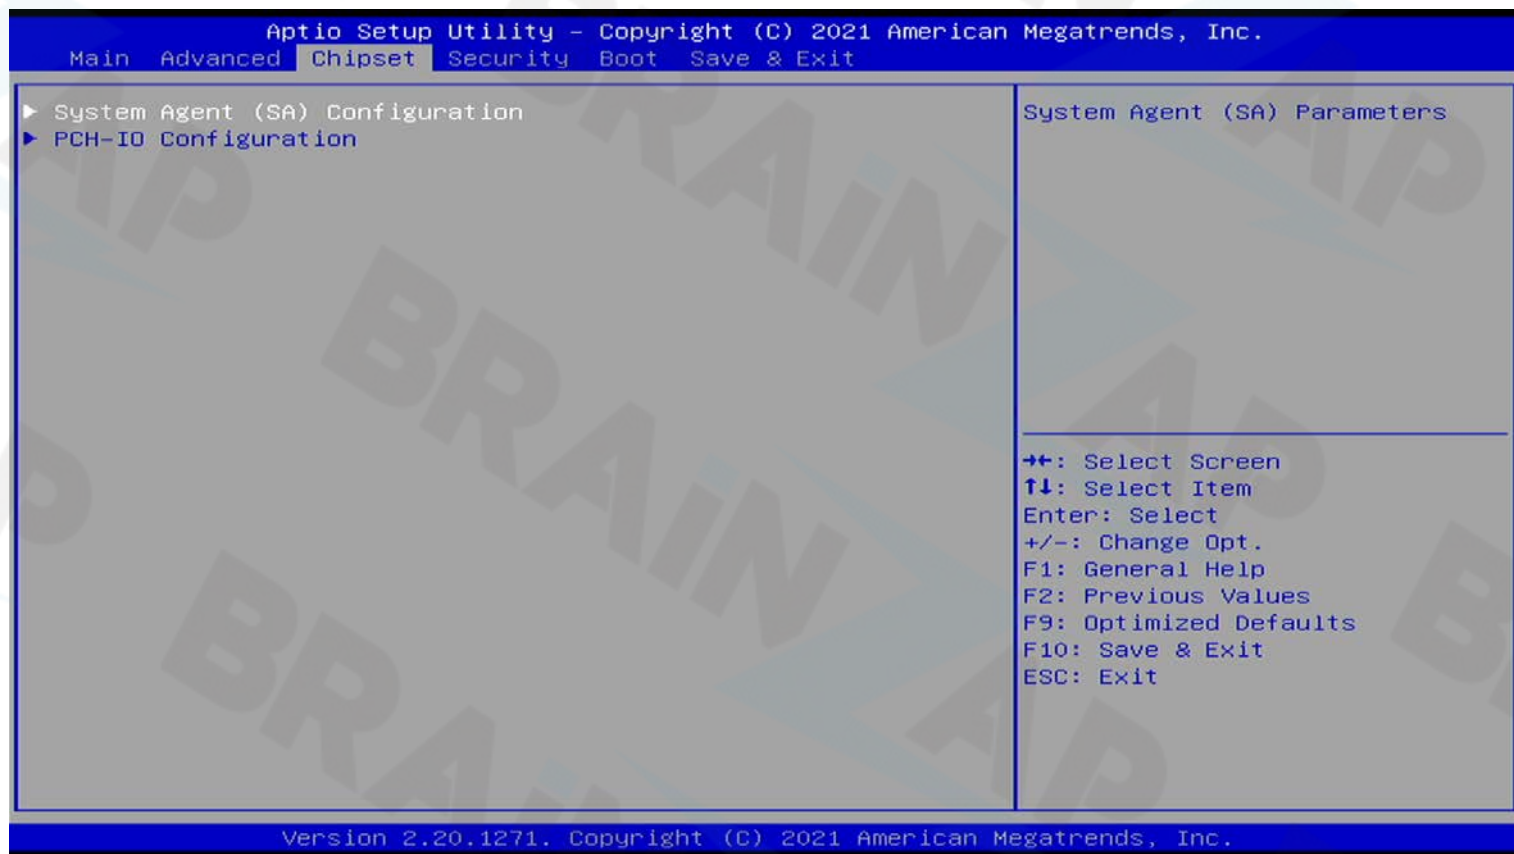 Aptio Setup Utility – Copyright (C) 2021 American Megatrends, Inc.
Main Advanced Chipset Security Boot Save & Exit
▶ System Agent (SA) Configuration
▶ PCH-IO Configuration
System Agent (SA) Parameters
→←: Select Screen
↑↓: Select Item
Enter: Select
+/-: Change Opt.
F1: General Help
F2: Previous Values
F9: Optimized Defaults
F10: Save & Exit
ESC: Exit
Version 2.20.1271. Copyright (C) 2021 American Megatrends, Inc.
BRAiNZAP
BRAiNZAP
BRAiNZAP